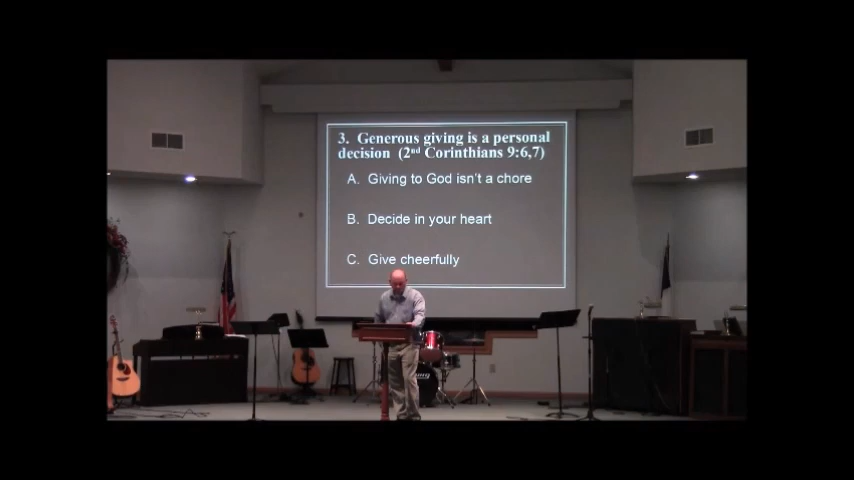 3. Generous giving is a personal
decision (2nd Corinthians 9:6,7)
A. Giving to God isn't a chore
B. Decide in your heart
C. Give cheerfully